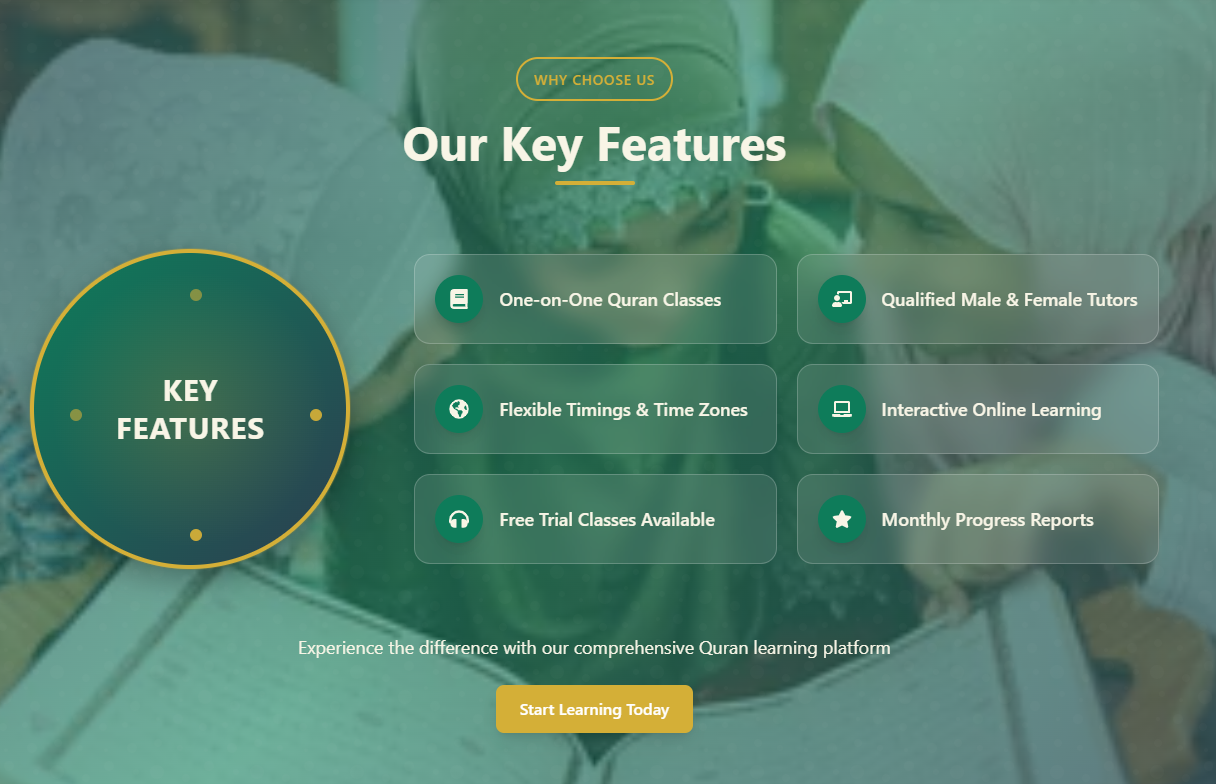 WHY CHOOSE US
Our Key Features
KEY
FEATURES
One-on-One Quran Classes
Qualified Male & Female Tutors
Flexible Timings & Time Zones
Interactive Online Learning
Free Trial Classes Available
Monthly Progress Reports
Experience the difference with our comprehensive Quran learning platform
Start Learning Today